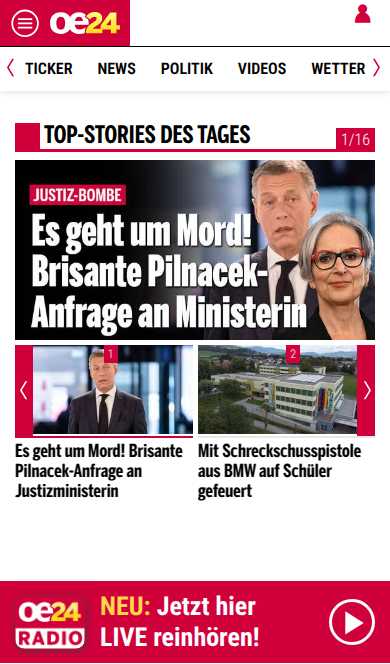 oe24
TICKER NEWS POLITIK VIDEOS WETTER
TOP-STORIES DES TAGES
1/16
JUSTIZ-BOMBE
Es geht um Mord!
Brisante Pilnacek-
Anfrage an Ministerin
1
2
Es geht um Mord! Brisante
Pilnacek-Anfrage an
Justizministerin
Mit Schreckschusspistole
aus BMW auf Schüler
gefeuert
oe24
RADIO
NEU: Jetzt hier
LIVE reinhören!